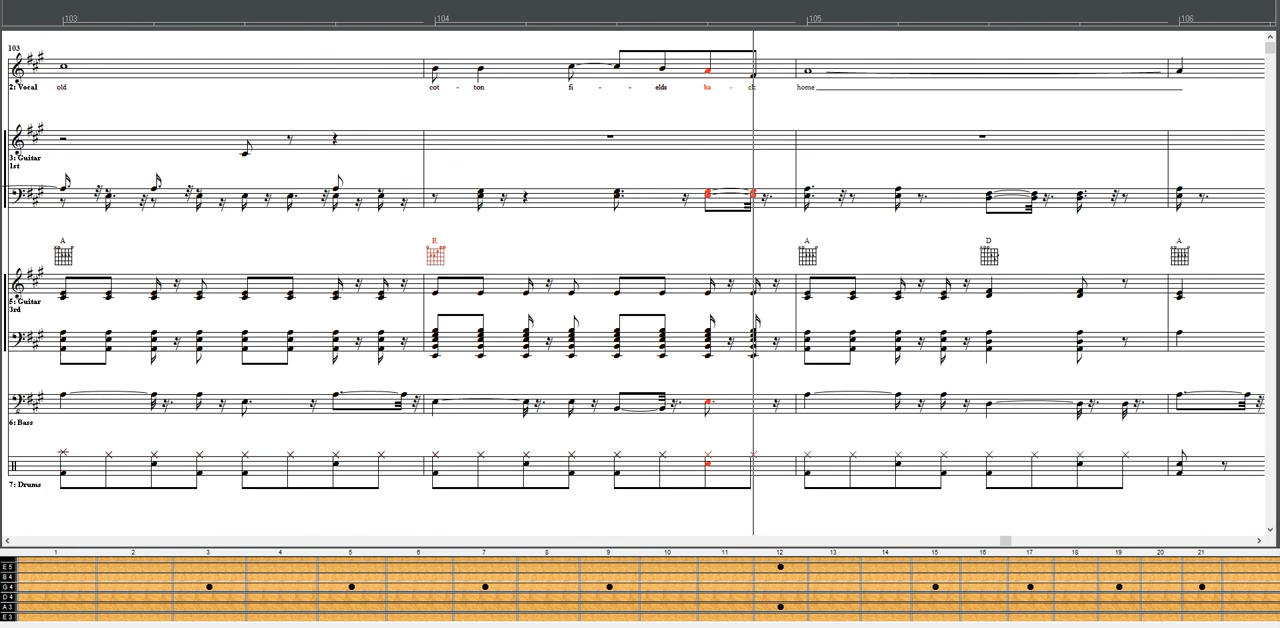 103 104 105 106
103
2: Vocal old cot - ton fi - - elds ba - ck home
3: Guitar
1st
A E A D A
5: Guitar
3rd
6: Bass
7: Drums
1 2 3 4 5 6 7 8 9 10 11 12 13 14 15 16 17 18 19 20 21
E 5
B 4
G 4
D 4
A 3
E 3